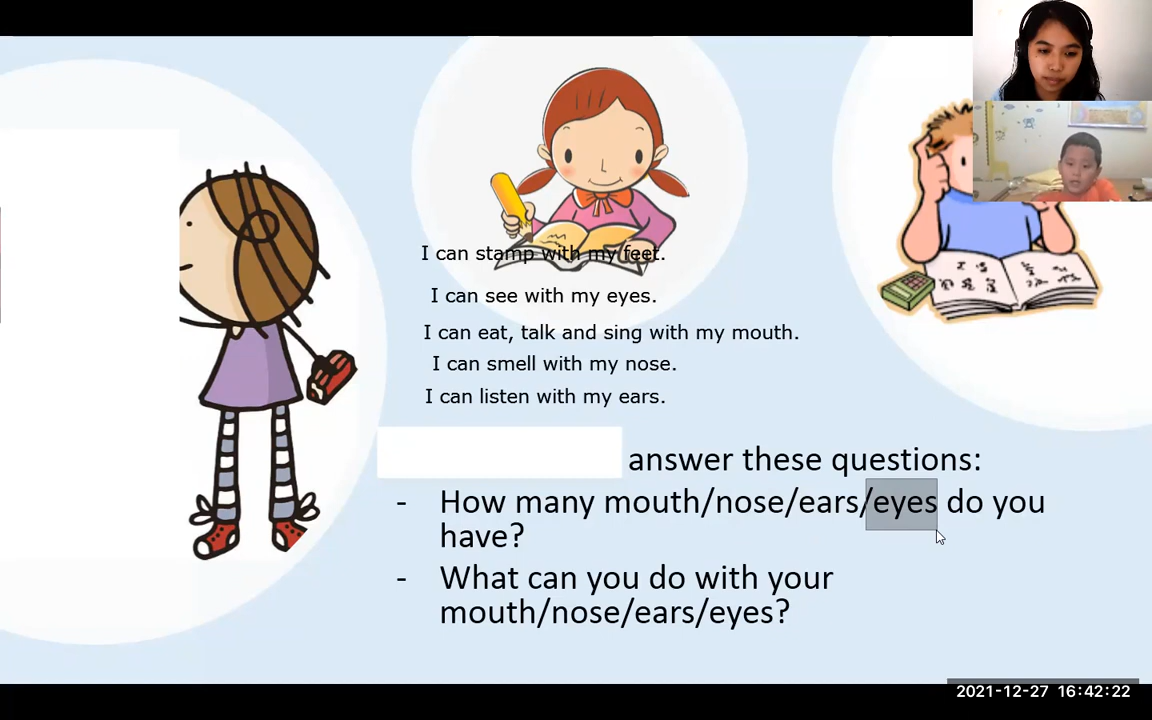 I can stamp with my feet.
I can see with my eyes.
I can eat, talk and sing with my mouth.
I can smell with my nose.
I can listen with my ears.
answer these questions:
- How many mouth/nose/ears/eyes do you
have?
- What can you do with your
mouth/nose/ears/eyes?
2021-12-27 16:42:22